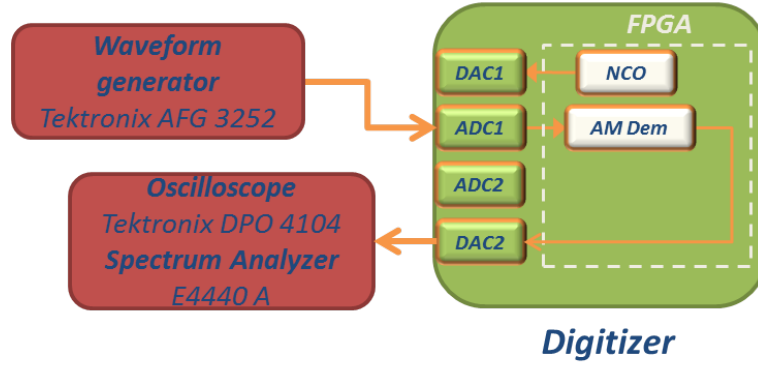 Waveform
generator
Tektronix AFG 3252
Oscilloscope
Tektronix DPO 4104
Spectrum Analyzer
E4440 A
FPGA
DAC1
NCO
ADC1
AM Dem
ADC2
DAC2
Digitizer